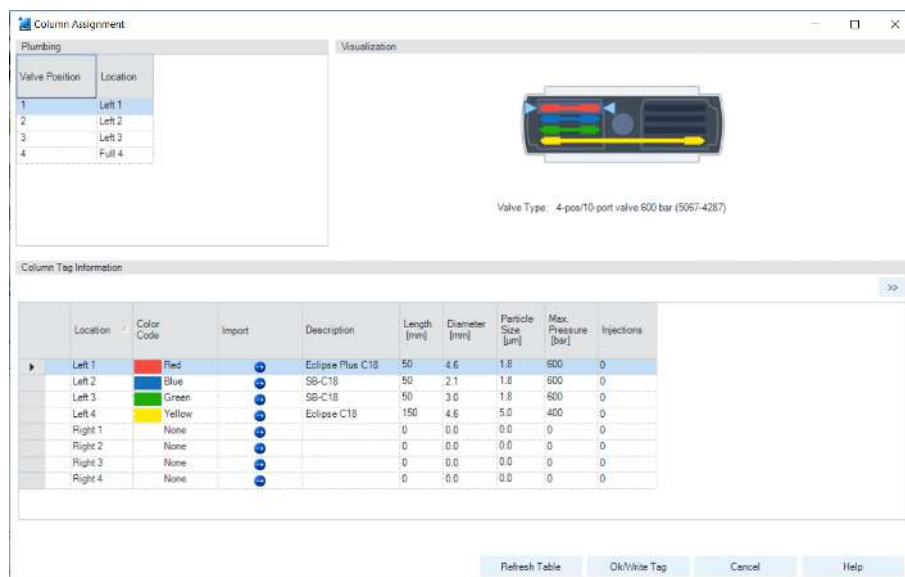 Column Assignment
Plumbing
Visualization
Valve Position Location
1 Left 1
2 Left 2
3 Left 3
4 Full 4
Valve Type: 4-pos/10-port valve 600 bar (5067-4287)
Column Tag Information
>>
Location Color Code Import Description Length [mm] Diameter [mm] Particle Size [µm] Max. Pressure [bar] Injections
Left 1 Red Eclipse Plus C18 50 4.6 1.8 600 0
Left 2 Blue SB-C18 50 2.1 1.8 600 0
Left 3 Green SB-C18 50 3.0 1.8 600 0
Left 4 Yellow Eclipse C18 150 4.6 5.0 400 0
Right 1 None 0 0.0 0.0 0 0
Right 2 None 0 0.0 0.0 0 0
Right 3 None 0 0.0 0.0 0 0
Right 4 None 0 0.0 0.0 0 0
Refresh Table Ok/Write Tag Cancel Help